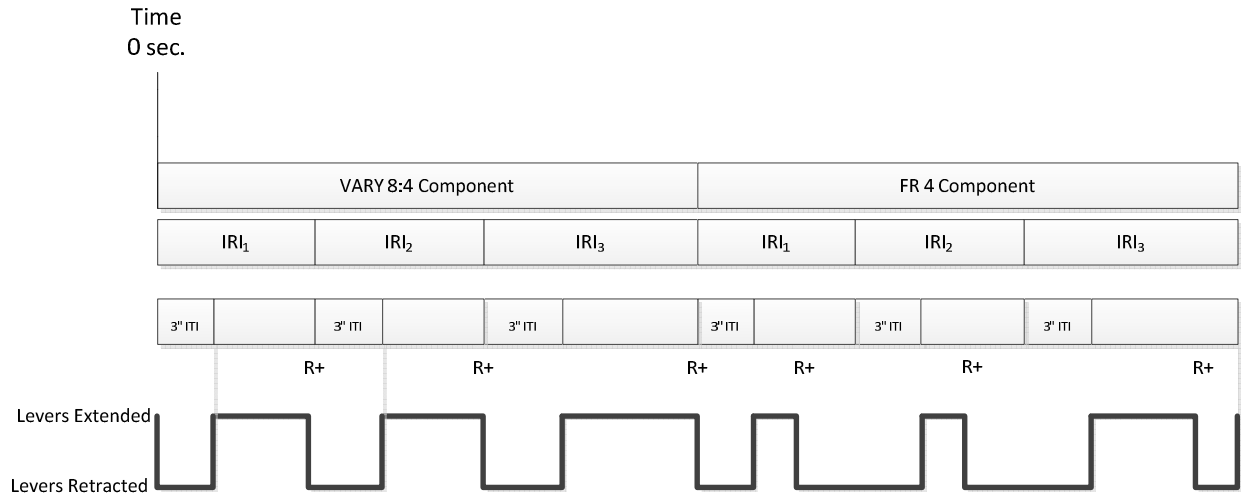 Time
0 sec.
VARY 8:4 Component FR 4 Component
IRI₁ IRI₂ IRI₃ IRI₁ IRI₂ IRI₃
3" ITI 3" ITI 3" ITI 3" ITI 3" ITI 3" ITI
R+ R+ R+ R+ R+ R+
Levers Extended
Levers Retracted